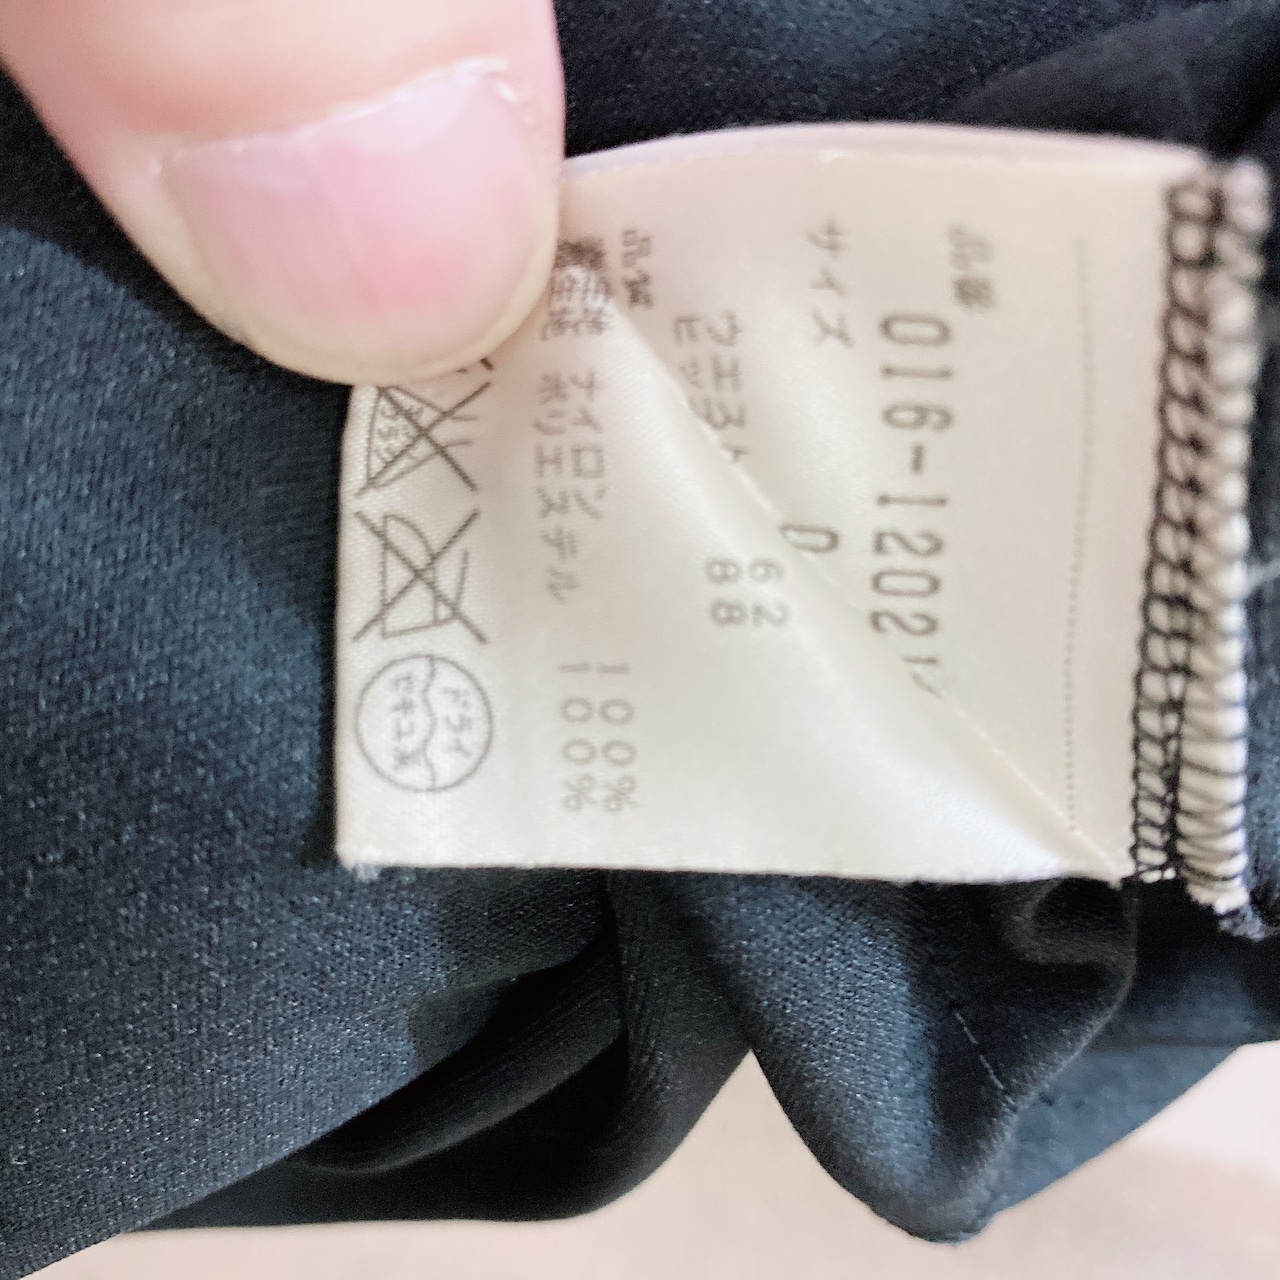 品番
016-1202
サイズ
0
ウエスト 62
ヒップ 88
品質
表生地 ナイロン 100%
裏生地 ポリエステル 100%
ドライ
セキユ系